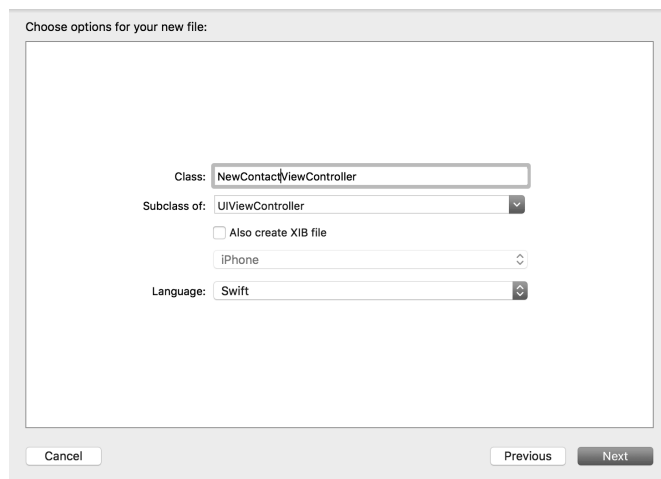 Choose options for your new file:
Class: NewContactViewController
Subclass of: UIViewController
Also create XIB file
iPhone
Language: Swift
Cancel Previous Next